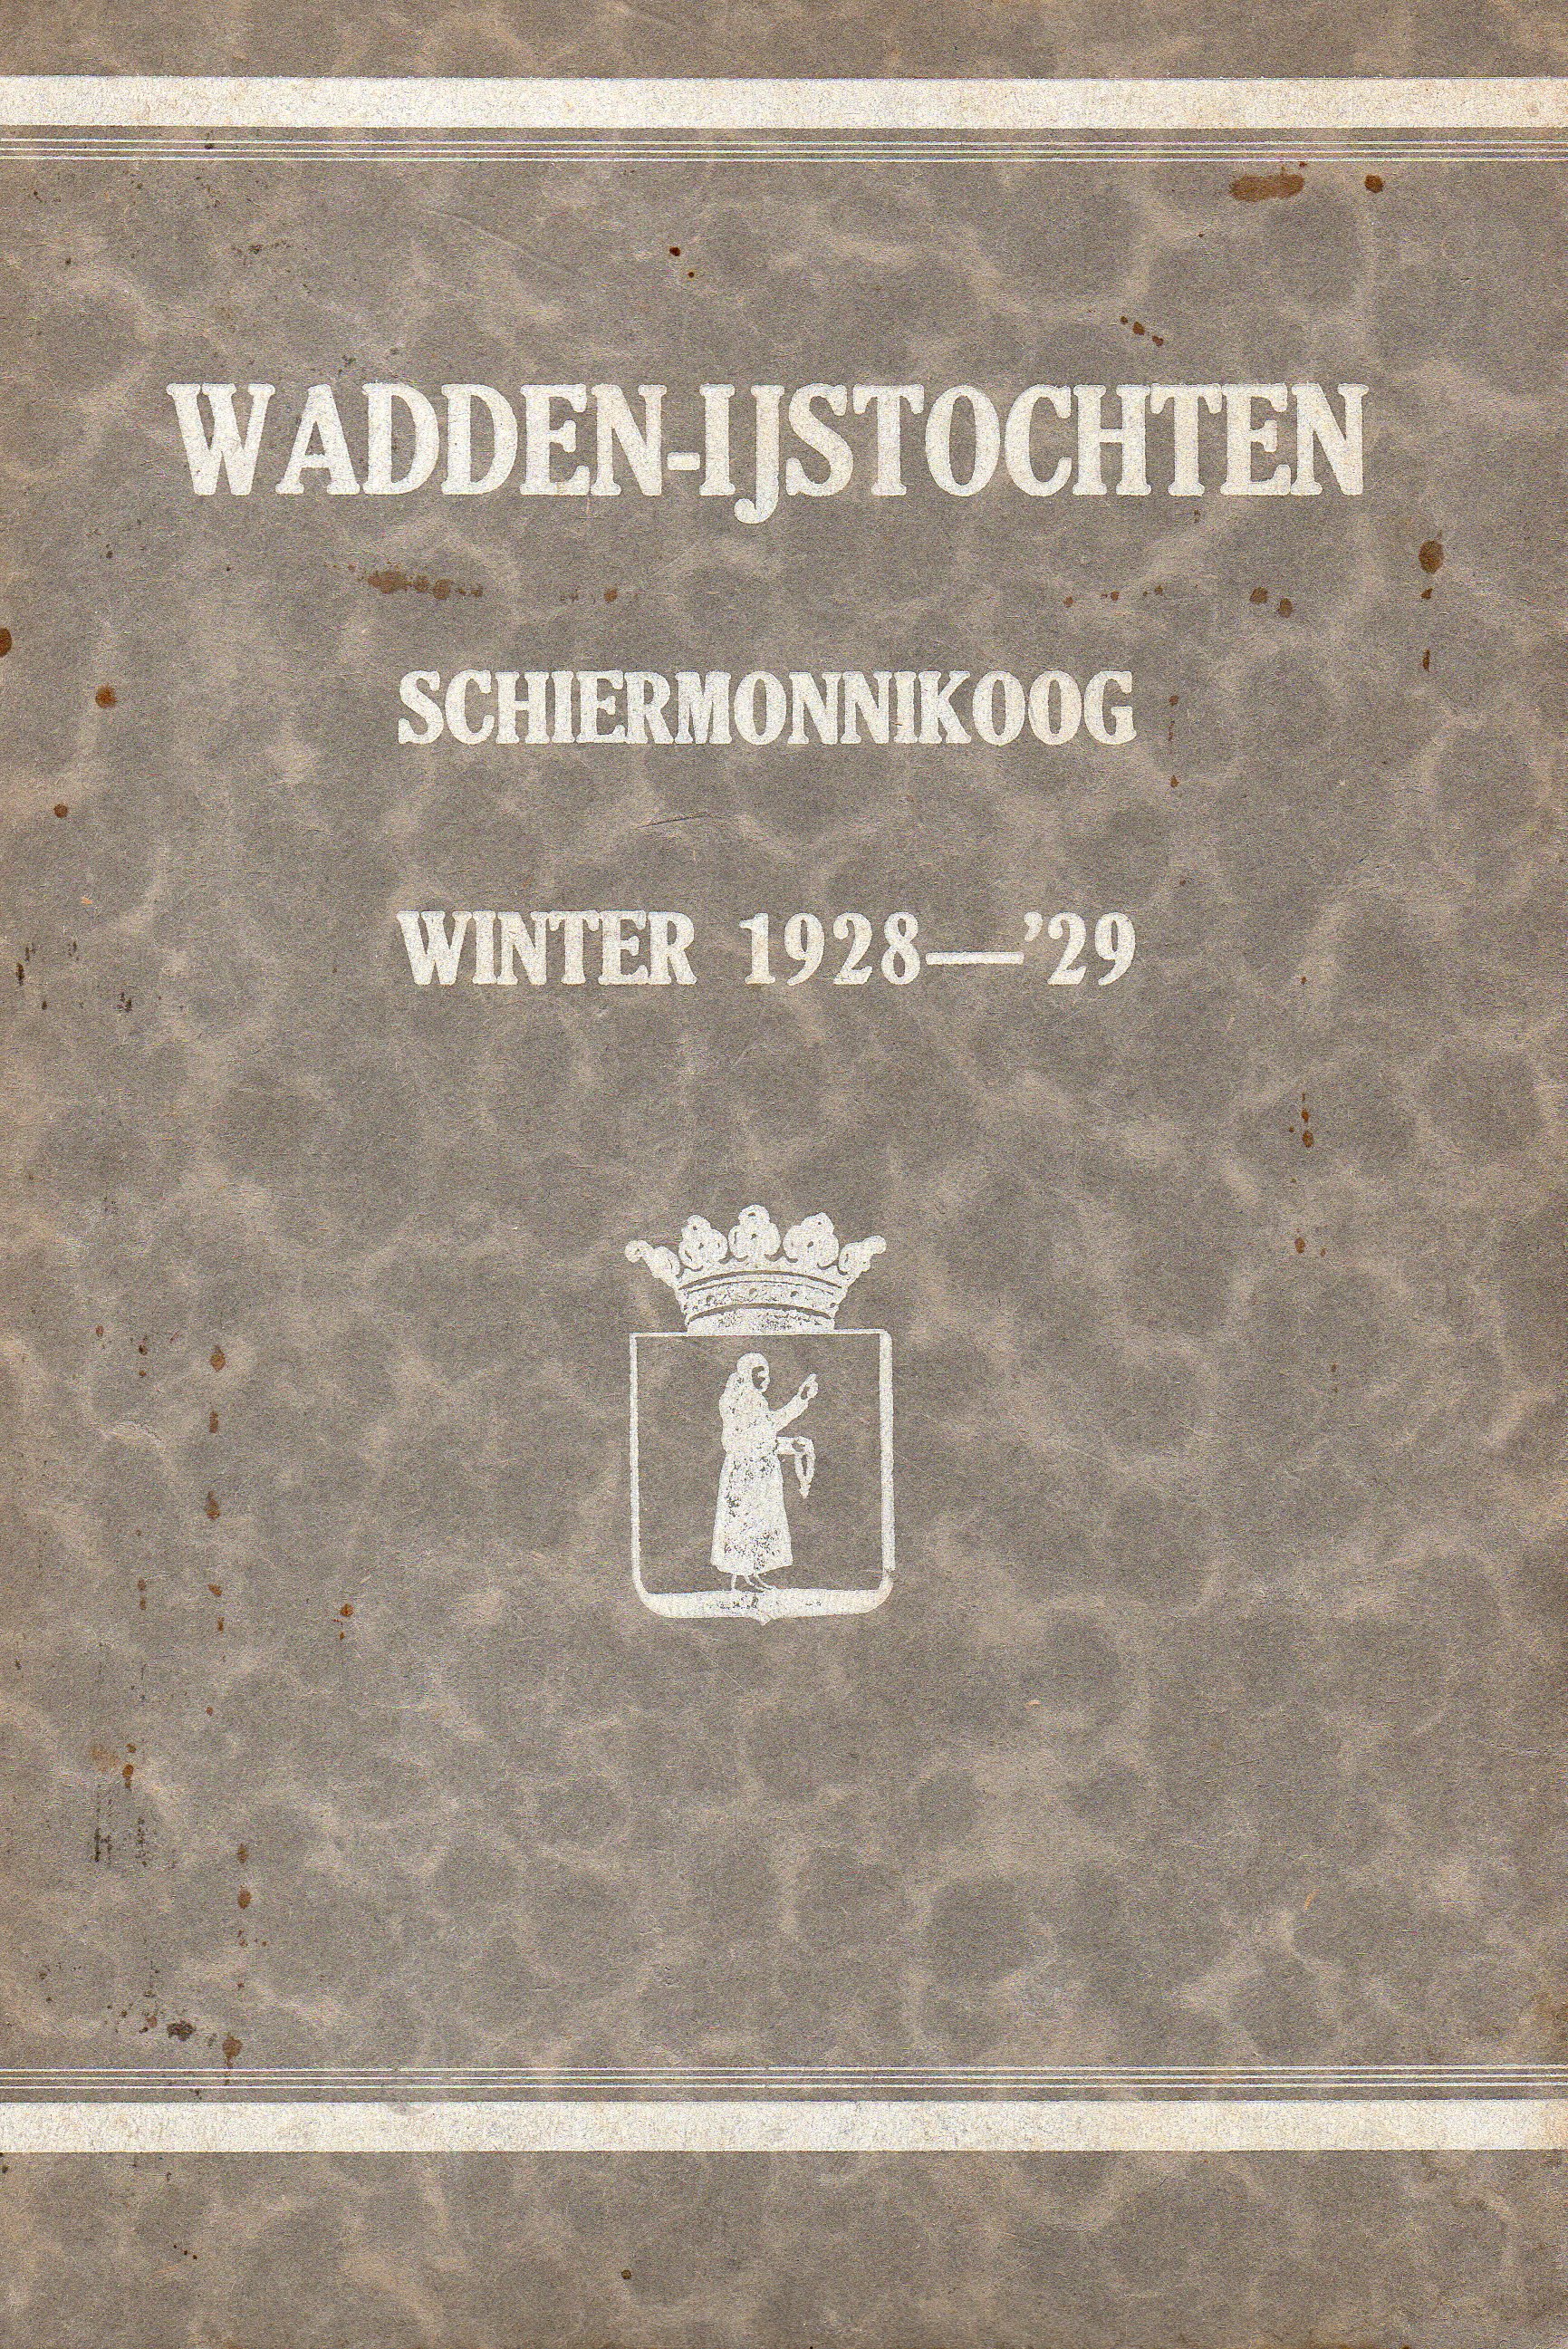 WADDEN-IJSTOCHTEN
SCHIERMONNIKOOG
WINTER 1928—’29